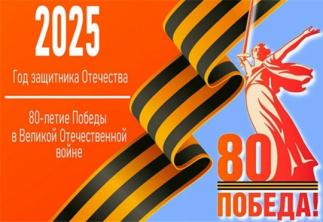 2025
Год защитника Отечества
80-летие Победы
в Великой Отечественной
войне
80
ПОБЕДА!